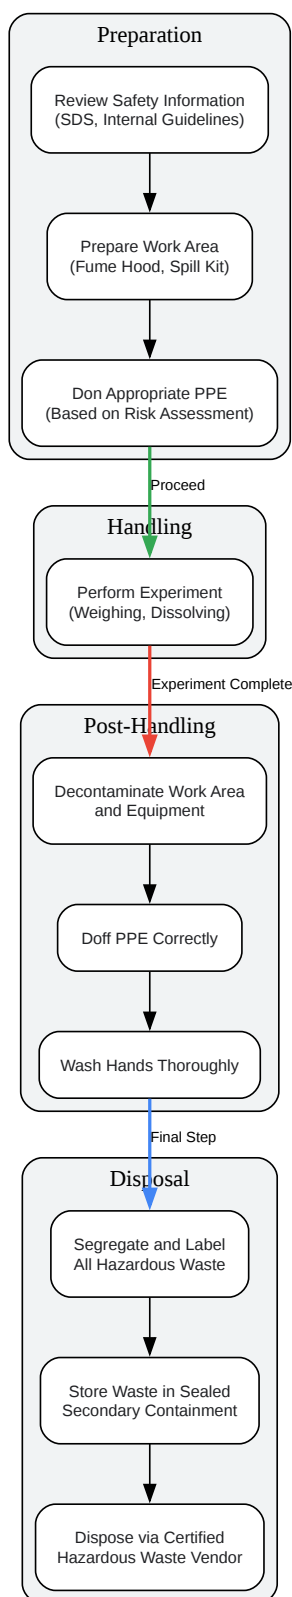 Preparation
Review Safety Information
(SDS, Internal Guidelines)
Prepare Work Area
(Fume Hood, Spill Kit)
Don Appropriate PPE
(Based on Risk Assessment)
Proceed
Handling
Perform Experiment
(Weighing, Dissolving)
Experiment Complete
Post-Handling
Decontaminate Work Area
and Equipment
Doff PPE Correctly
Wash Hands Thoroughly
Final Step
Disposal
Segregate and Label
All Hazardous Waste
Store Waste in Sealed
Secondary Containment
Dispose via Certified
Hazardous Waste Vendor